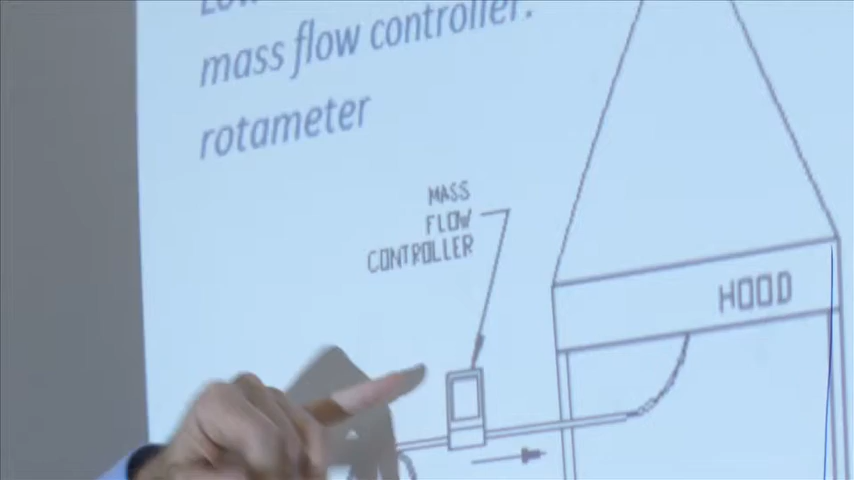 mass flow controller.
rotameter
MASS
FLOW
CONTROLLER
HOOD